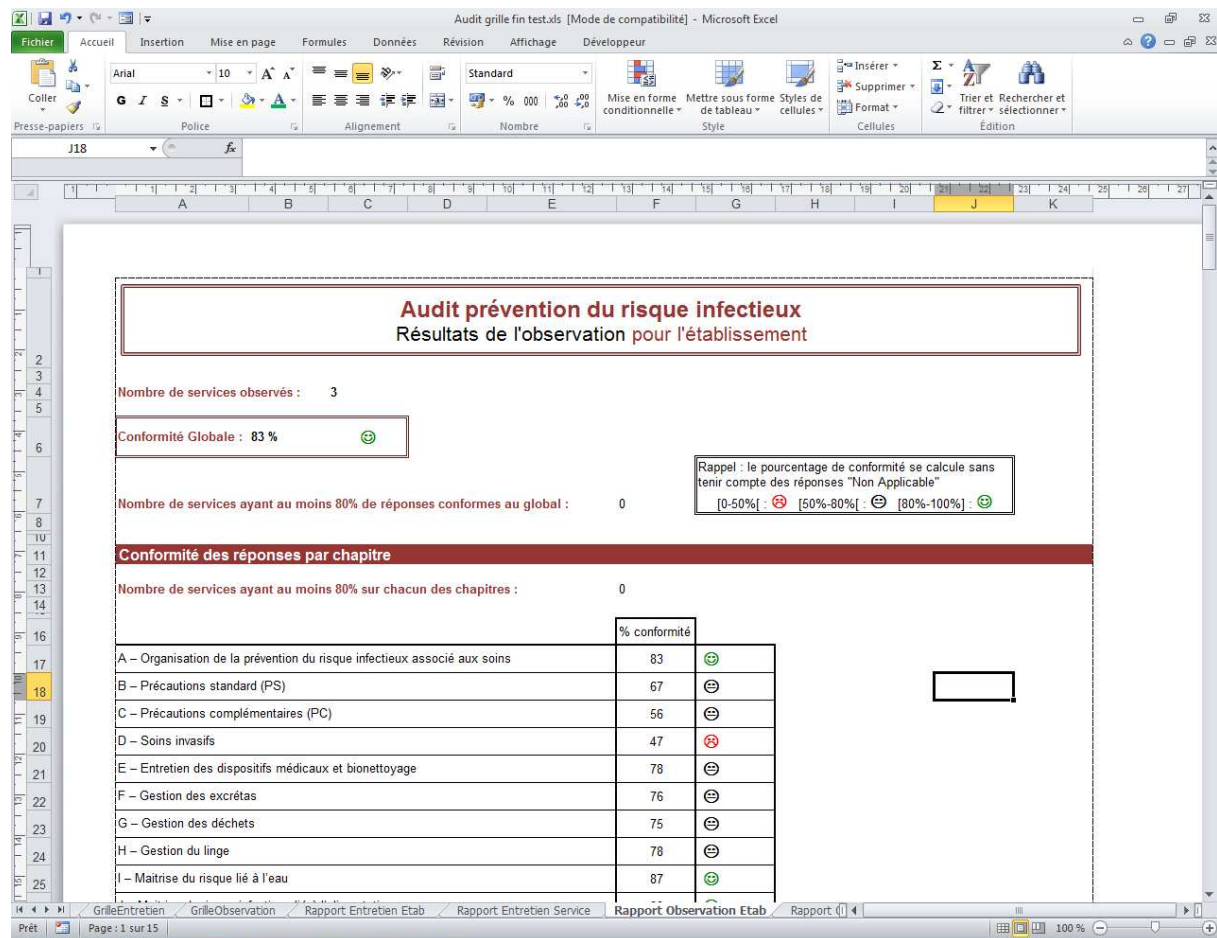 Audit grille fin test.xls [Mode de compatibilité] - Microsoft Excel
Fichier Accueil Insertion Mise en page Formules Données Révision Affichage Développeur
Coller
Arial 10
G I S
Standard
% 000
Mise en forme conditionnelle
Mettre sous forme de tableau
Styles de cellules
Insérer
Supprimer
Format
Trier et filtrer
Rechercher et sélectionner
Presse-papiers Police Alignement Nombre Style Cellules Édition
J18 fx
A B C D E F G H I J K
Audit prévention du risque infectieux
Résultats de l'observation pour l'établissement
Nombre de services observés : 3
Conformité Globale : 83 %
Rappel : le pourcentage de conformité se calcule sans
tenir compte des réponses "Non Applicable"
[0-50%[ : [50%-80%[ : [80%-100%] :
Nombre de services ayant au moins 80% de réponses conformes au global : 0
Conformité des réponses par chapitre
Nombre de services ayant au moins 80% sur chacun des chapitres : 0
% conformité
A – Organisation de la prévention du risque infectieux associé aux soins 83
B – Précautions standard (PS) 67
C – Précautions complémentaires (PC) 56
D – Soins invasifs 47
E – Entretien des dispositifs médicaux et bionettoyage 78
F – Gestion des excrétas 76
G – Gestion des déchets 75
H – Gestion du linge 78
I – Maitrise du risque lié à l'eau 87
GrilleEntretien GrilleObservation Rapport Entretien Etab Rapport Entretien Service Rapport Observation Etab Rapport
Prêt Page : 1 sur 15 100 %